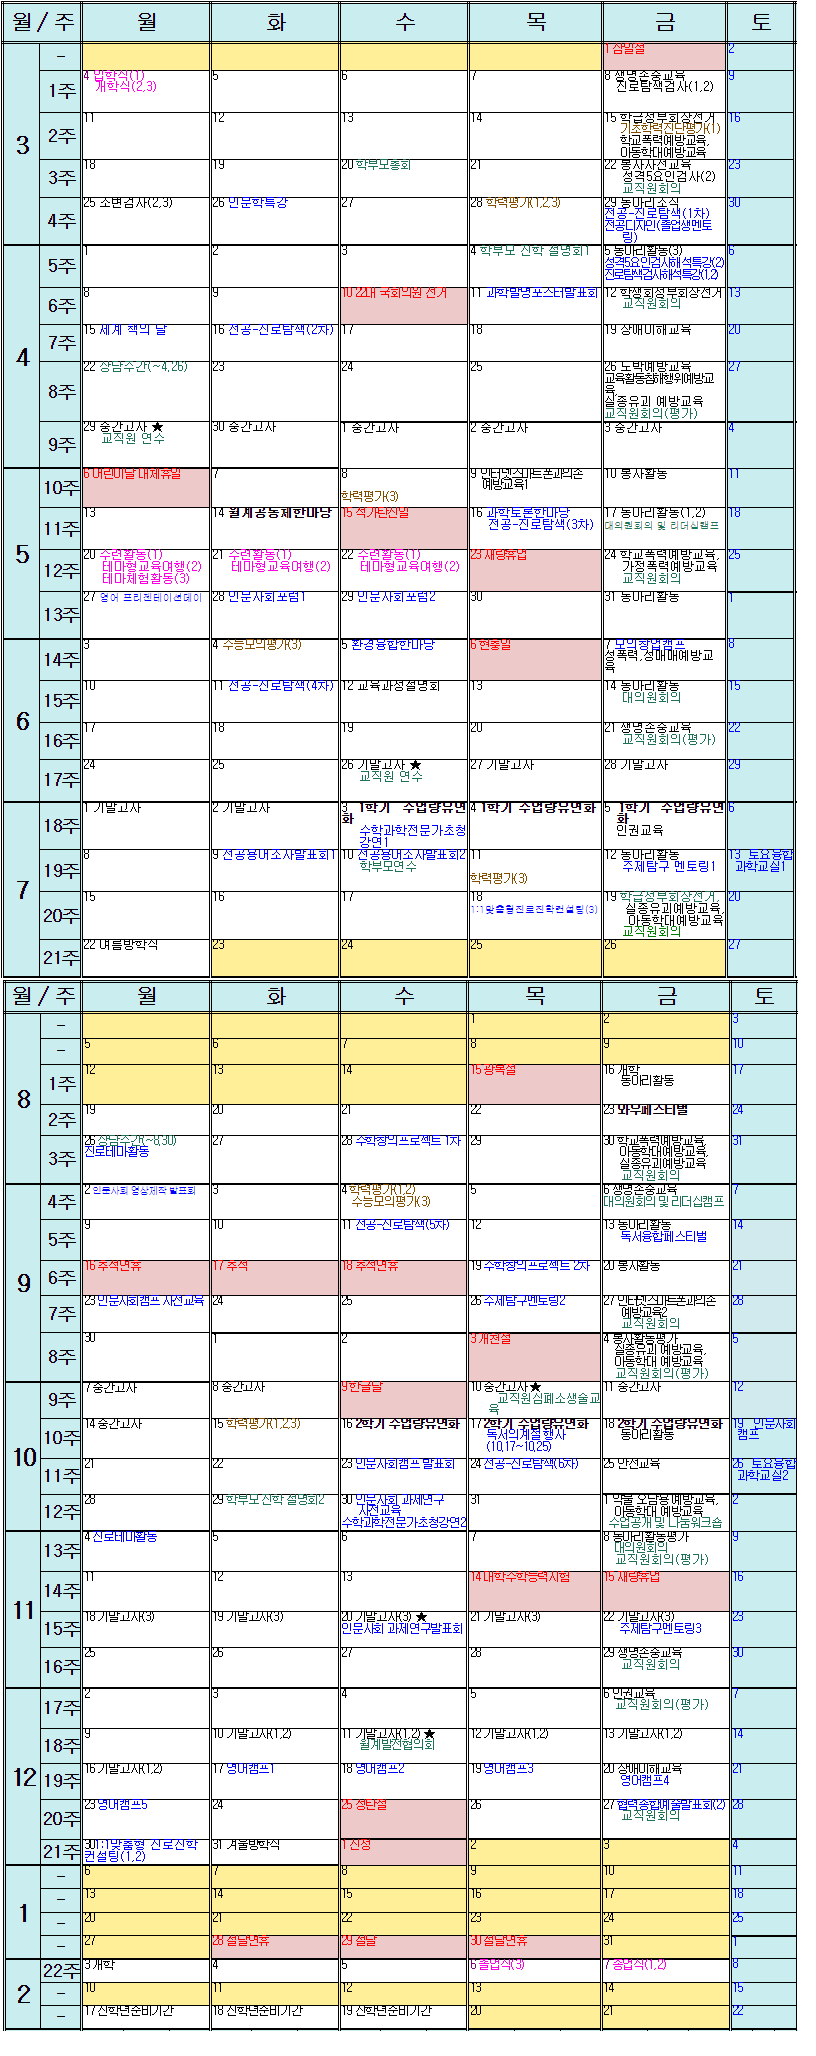 월 / 주 월 화 수 목 금 토
3
- 1 삼일절 2
1주 4 입학식(1) 5 6 7 8 생명존중교육 9
개학식(2,3) 진로탐색검사(1,2)
2주 11 12 13 14 15 학급정부회장선거 16
기초학력진단평가(1)
학교폭력예방교육,
아동학대예방교육
3주 18 19 20 학부모총회 21 22 봉사사전교육 23
성격5요인검사(2)
교직원회의
4주 25 소변검사(2,3) 26 인문학특강 27 28 학력평가(1,2,3) 29 동아리조직 30
전공-진로탐색(1차)
전공디자인(졸업생멘토
링)
4
5주 1 2 3 4 학부모 진학 설명회1 5 동아리활동(3) 6
성격5요인검사해석특강(2)
진로탐색검사해석특강(1,2)
6주 8 9 10 22대 국회의원 선거 11 과학발명포스터발표회 12 학생회정부회장선거 13
교직원회의
7주 15 세계 책의 날 16 전공-진로탐색(2차) 17 18 19 장애이해교육 20
8주 22 상담주간(~4.26) 23 24 25 26 도박예방교육 27
교육활동침해행위예방교
육,
실종유괴 예방교육
교직원회의(평가)
9주 29 중간고사 ★ 30 중간고사 1 중간고사 2 중간고사 3 중간고사 4
교직원 연수
5
10주 6 어린이날 대체휴일 7 8 9 인터넷스마트폰과의존 10 봉사활동 11
학력평가(3) 예방교육1
11주 13 14 월계공동체한마당 15 석가탄신일 16 과학토론한마당 17 동아리활동(1,2) 18
전공-진로탐색(3차) 대의원회의 및 리더십캠프
12주 20 수련활동(1) 21 수련활동(1) 22 수련활동(1) 23 재량휴업 24 학교폭력예방교육, 25
테마형교육여행(2) 테마형교육여행(2) 테마형교육여행(2) 가정폭력예방교육
테마체험활동(3) 교직원회의
13주 27 영어 프리젠테이션데이 28 인문사회포럼1 29 인문사회포럼2 30 31 동아리활동 1
6
14주 3 4 수능모의평가(3) 5 환경융합한마당 6 현충일 7 모의창업캠프 8
성폭력,성매매예방교
육
15주 10 11 전공-진로탐색(4차) 12 교육과정설명회 13 14 동아리활동 15
대의원회의
16주 17 18 19 20 21 생명존중교육 22
교직원회의(평가)
17주 24 25 26 기말고사 ★ 27 기말고사 28 기말고사 29
교직원 연수
7
18주 1 기말고사 2 기말고사 3 1학기 수업량유연화 4 1학기 수업량유연화 5 1학기 수업량유연화 6
수학과학전문가초청 인권교육
강연1
19주 8 9 전공용어조사발표회1 10 전공용어조사발표회2 11 12 동아리활동 13 토요융합
학부모연수 학력평가(3) 주제탐구 멘토링1 과학교실1
20주 15 16 17 18 19 학급정부회장선거, 20
1:1맞춤형진로진학컨설팅(3) 실종유괴예방교육,
아동학대예방교육
교직원회의
21주 22 여름방학식 23 24 25 26 27
월 / 주 월 화 수 목 금 토
8
- 1 2 3
- 5 6 7 8 9 10
1주 12 13 14 15 광복절 16 개학 17
동아리활동
2주 19 20 21 22 23 와우페스티벌 24
3주 26 상담주간(~8.30) 27 28 수학창의프로젝트 1차 29 30 학교폭력예방교육, 31
진로테마활동 아동학대예방교육,
실종유괴예방교육
교직원회의
9
4주 2 인문사회 영상제작 발표회 3 4 학력평가(1,2) 5 6 생명존중교육 7
수능모의평가(3) 대의원회의 및 리더십캠프
5주 9 10 11 전공-진로탐색(5차) 12 13 동아리활동 14
독서융합페스티벌
6주 16 추석연휴 17 추석 18 추석연휴 19 수학창의프로젝트 2차 20 봉사활동 21
7주 23 인문사회캠프 사전교육 24 25 26 주제탐구멘토링2 27 인터넷스마트폰과의존 28
예방교육2
교직원회의
8주 30 1 2 3 개천절 4 봉사활동평가 5
실종유괴 예방교육,
아동학대 예방교육
교직원회의(평가)
10
9주 7 중간고사 8 중간고사 9 한글날 10 중간고사★ 11 중간고사 12
교직원심폐소생술교
육
10주 14 중간고사 15 학력평가(1,2,3) 16 2학기 수업량유연화 17 2학기 수업량유연화 18 2학기 수업량유연화 19 인문사회
독서의계절 행사 동아리활동 캠프
(10.17~10.25)
11주 21 22 23 인문사회캠프 발표회 24 전공-진로탐색(6차) 25 안전교육 26 토요융합
과학교실2
12주 28 29 학부모 진학 설명회2 30 인문사회 과제연구 31 1 약물 오남용 예방교육, 2
사전교육 아동학대 예방교육
수학과학전문가초청강연2 수업공개 및 나눔워크숍
11
13주 4 진로테마활동 5 6 7 8 동아리활동평가 9
대의원회의
교직원회의(평가)
14주 11 12 13 14 대학수학능력시험 15 재량휴업 16
15주 18 기말고사(3) 19 기말고사(3) 20 기말고사(3) ★ 21 기말고사(3) 22 기말고사(3) 23
인문사회 과제연구발표회 주제탐구멘토링3
16주 25 26 27 28 29 생명존중교육 30
교직원회의
12
17주 2 3 4 5 6 인권교육 7
교직원회의(평가)
18주 9 10 기말고사(1,2) 11 기말고사(1,2) ★ 12 기말고사(1,2) 13 기말고사(1,2) 14
월계발전협의회
19주 16 기말고사(1,2) 17 영어캠프1 18 영어캠프2 19 영어캠프3 20 장애이해교육 21
영어캠프4
20주 23 영어캠프5 24 25 성탄절 26 27 협력종합예술발표회(2) 28
교직원회의
21주 30 1:1맞춤형 진로진학 31 겨울방학식 1 신정 2 3 4
컨설팅(1,2)
1
- 6 7 8 9 10 11
- 13 14 15 16 17 18
- 20 21 22 23 24 25
- 27 28 설날연휴 29 설날 30 설날연휴 31 1
2
22주 3 개학 4 5 6 졸업식(3) 7 종업식(1,2) 8
- 10 11 12 13 14 15
- 17 신학년준비기간 18 신학년준비기간 19 신학년준비기간 20 21 22